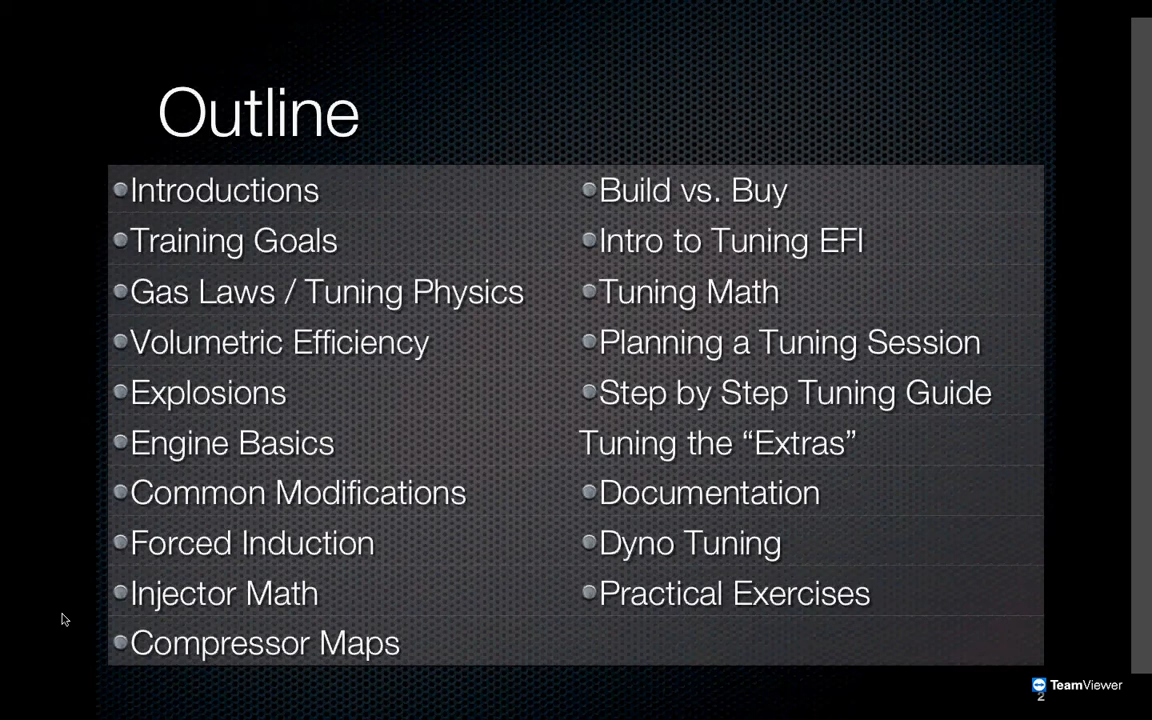 Outline
Introductions
Training Goals
Gas Laws / Tuning Physics
Volumetric Efficiency
Explosions
Engine Basics
Common Modifications
Forced Induction
Injector Math
Compressor Maps
Build vs. Buy
Intro to Tuning EFI
Tuning Math
Planning a Tuning Session
Step by Step Tuning Guide
Tuning the “Extras”
Documentation
Dyno Tuning
Practical Exercises
TeamViewer
2